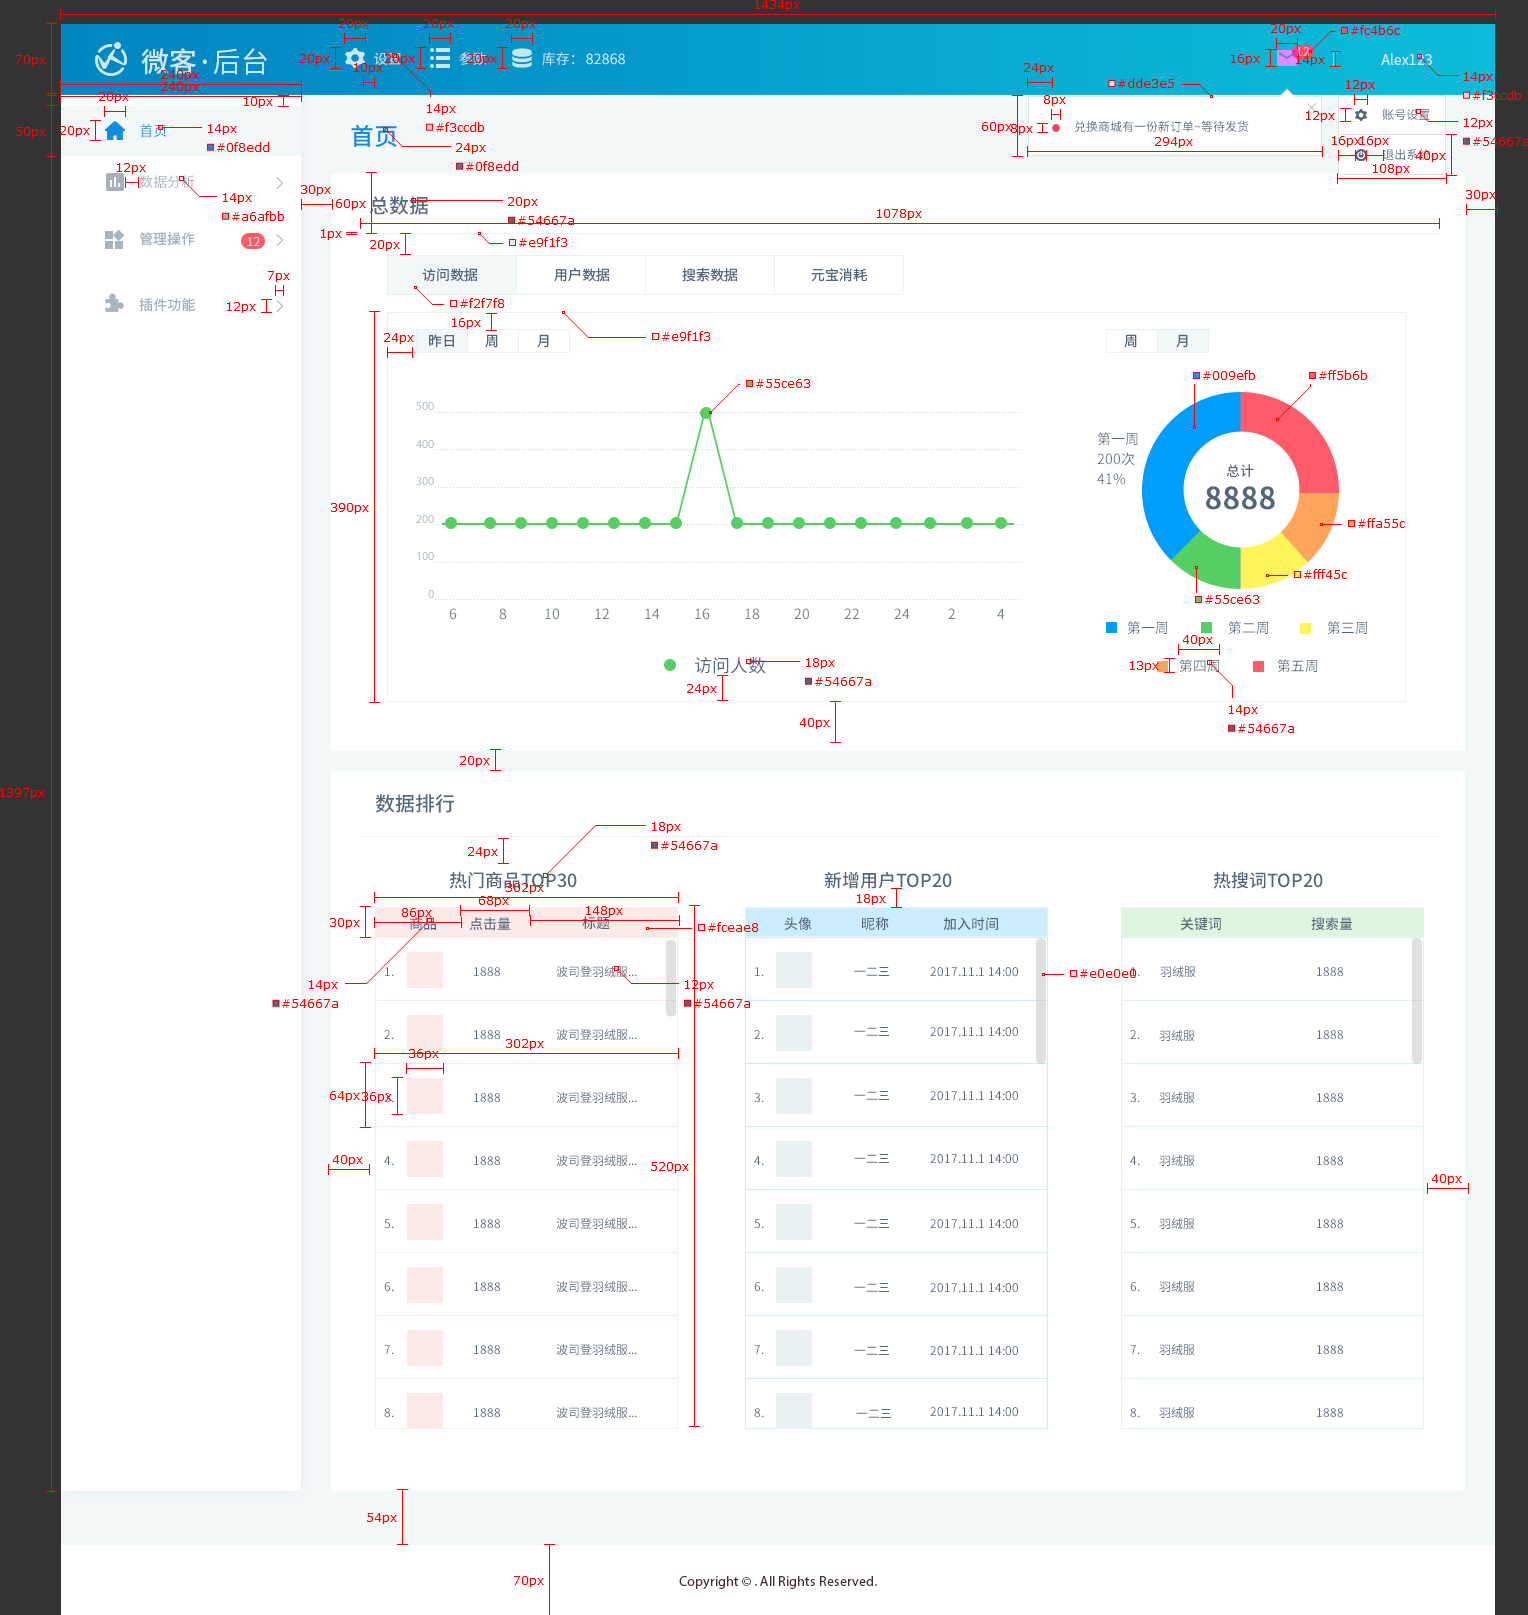 1434px
20px
20px
20px
20px
#fc4b6c
70px
微客·后台
20px
设置
20px
参数
20px
库存： 82868
16px
12
14px
Alex123
10px
14px
240px
240px
24px
#dde3e5
12px
#f3ccdb
20px
10px
14px
#f3ccdb
8px
12px
账号设置
12px
50px
20px
首页
14px
#0f8edd
首页
24px
#0f8edd
60px
8px
兑换商城有一份新订单~等待发货
294px
16px
16px
退出系统
40px
#54667a
108px
12px
数据分析
14px
#a6afbb
30px
60px
总数据
20px
#54667a
1078px
30px
管理操作
12
1px
20px
#e9f1f3
7px
插件功能
12px
访问数据
用户数据
搜索数据
元宝消耗
#f2f7f8
16px
#e9f1f3
24px
昨日
周
月
周
月
#55ce63
#009efb
#ff5b6b
500
400
300
200
100
0
390px
6
8
10
12
14
16
18
20
22
24
2
4
第一周
200次
41%
总计
8888
#ffa55c
#fff45c
#55ce63
第一周
第二周
第三周
40px
13px
第四周
第五周
访问人数
18px
#54667a
24px
14px
#54667a
40px
20px
1397px
数据排行
18px
#54667a
24px
热门商品TOP30
302px
新增用户TOP20
18px
热搜词TOP20
30px
86px
68px
148px
商品
点击量
标题
#fceae8
头像
昵称
加入时间
关键词
搜索量
1.
1888
波司登羽绒服...
1.
一二三
2017.11.1 14:00
#e0e0e0
1.
羽绒服
1888
14px
#54667a
12px
#54667a
2.
1888
波司登羽绒服...
2.
一二三
2017.11.1 14:00
2.
羽绒服
1888
302px
36px
64px
36px
3.
1888
波司登羽绒服...
3.
一二三
2017.11.1 14:00
3.
羽绒服
1888
40px
4.
1888
波司登羽绒服...
520px
4.
一二三
2017.11.1 14:00
4.
羽绒服
1888
40px
5.
1888
波司登羽绒服...
5.
一二三
2017.11.1 14:00
5.
羽绒服
1888
6.
1888
波司登羽绒服...
6.
一二三
2017.11.1 14:00
6.
羽绒服
1888
7.
1888
波司登羽绒服...
7.
一二三
2017.11.1 14:00
7.
羽绒服
1888
8.
1888
波司登羽绒服...
8.
一二三
2017.11.1 14:00
8.
羽绒服
1888
54px
70px
Copyright © . All Rights Reserved.